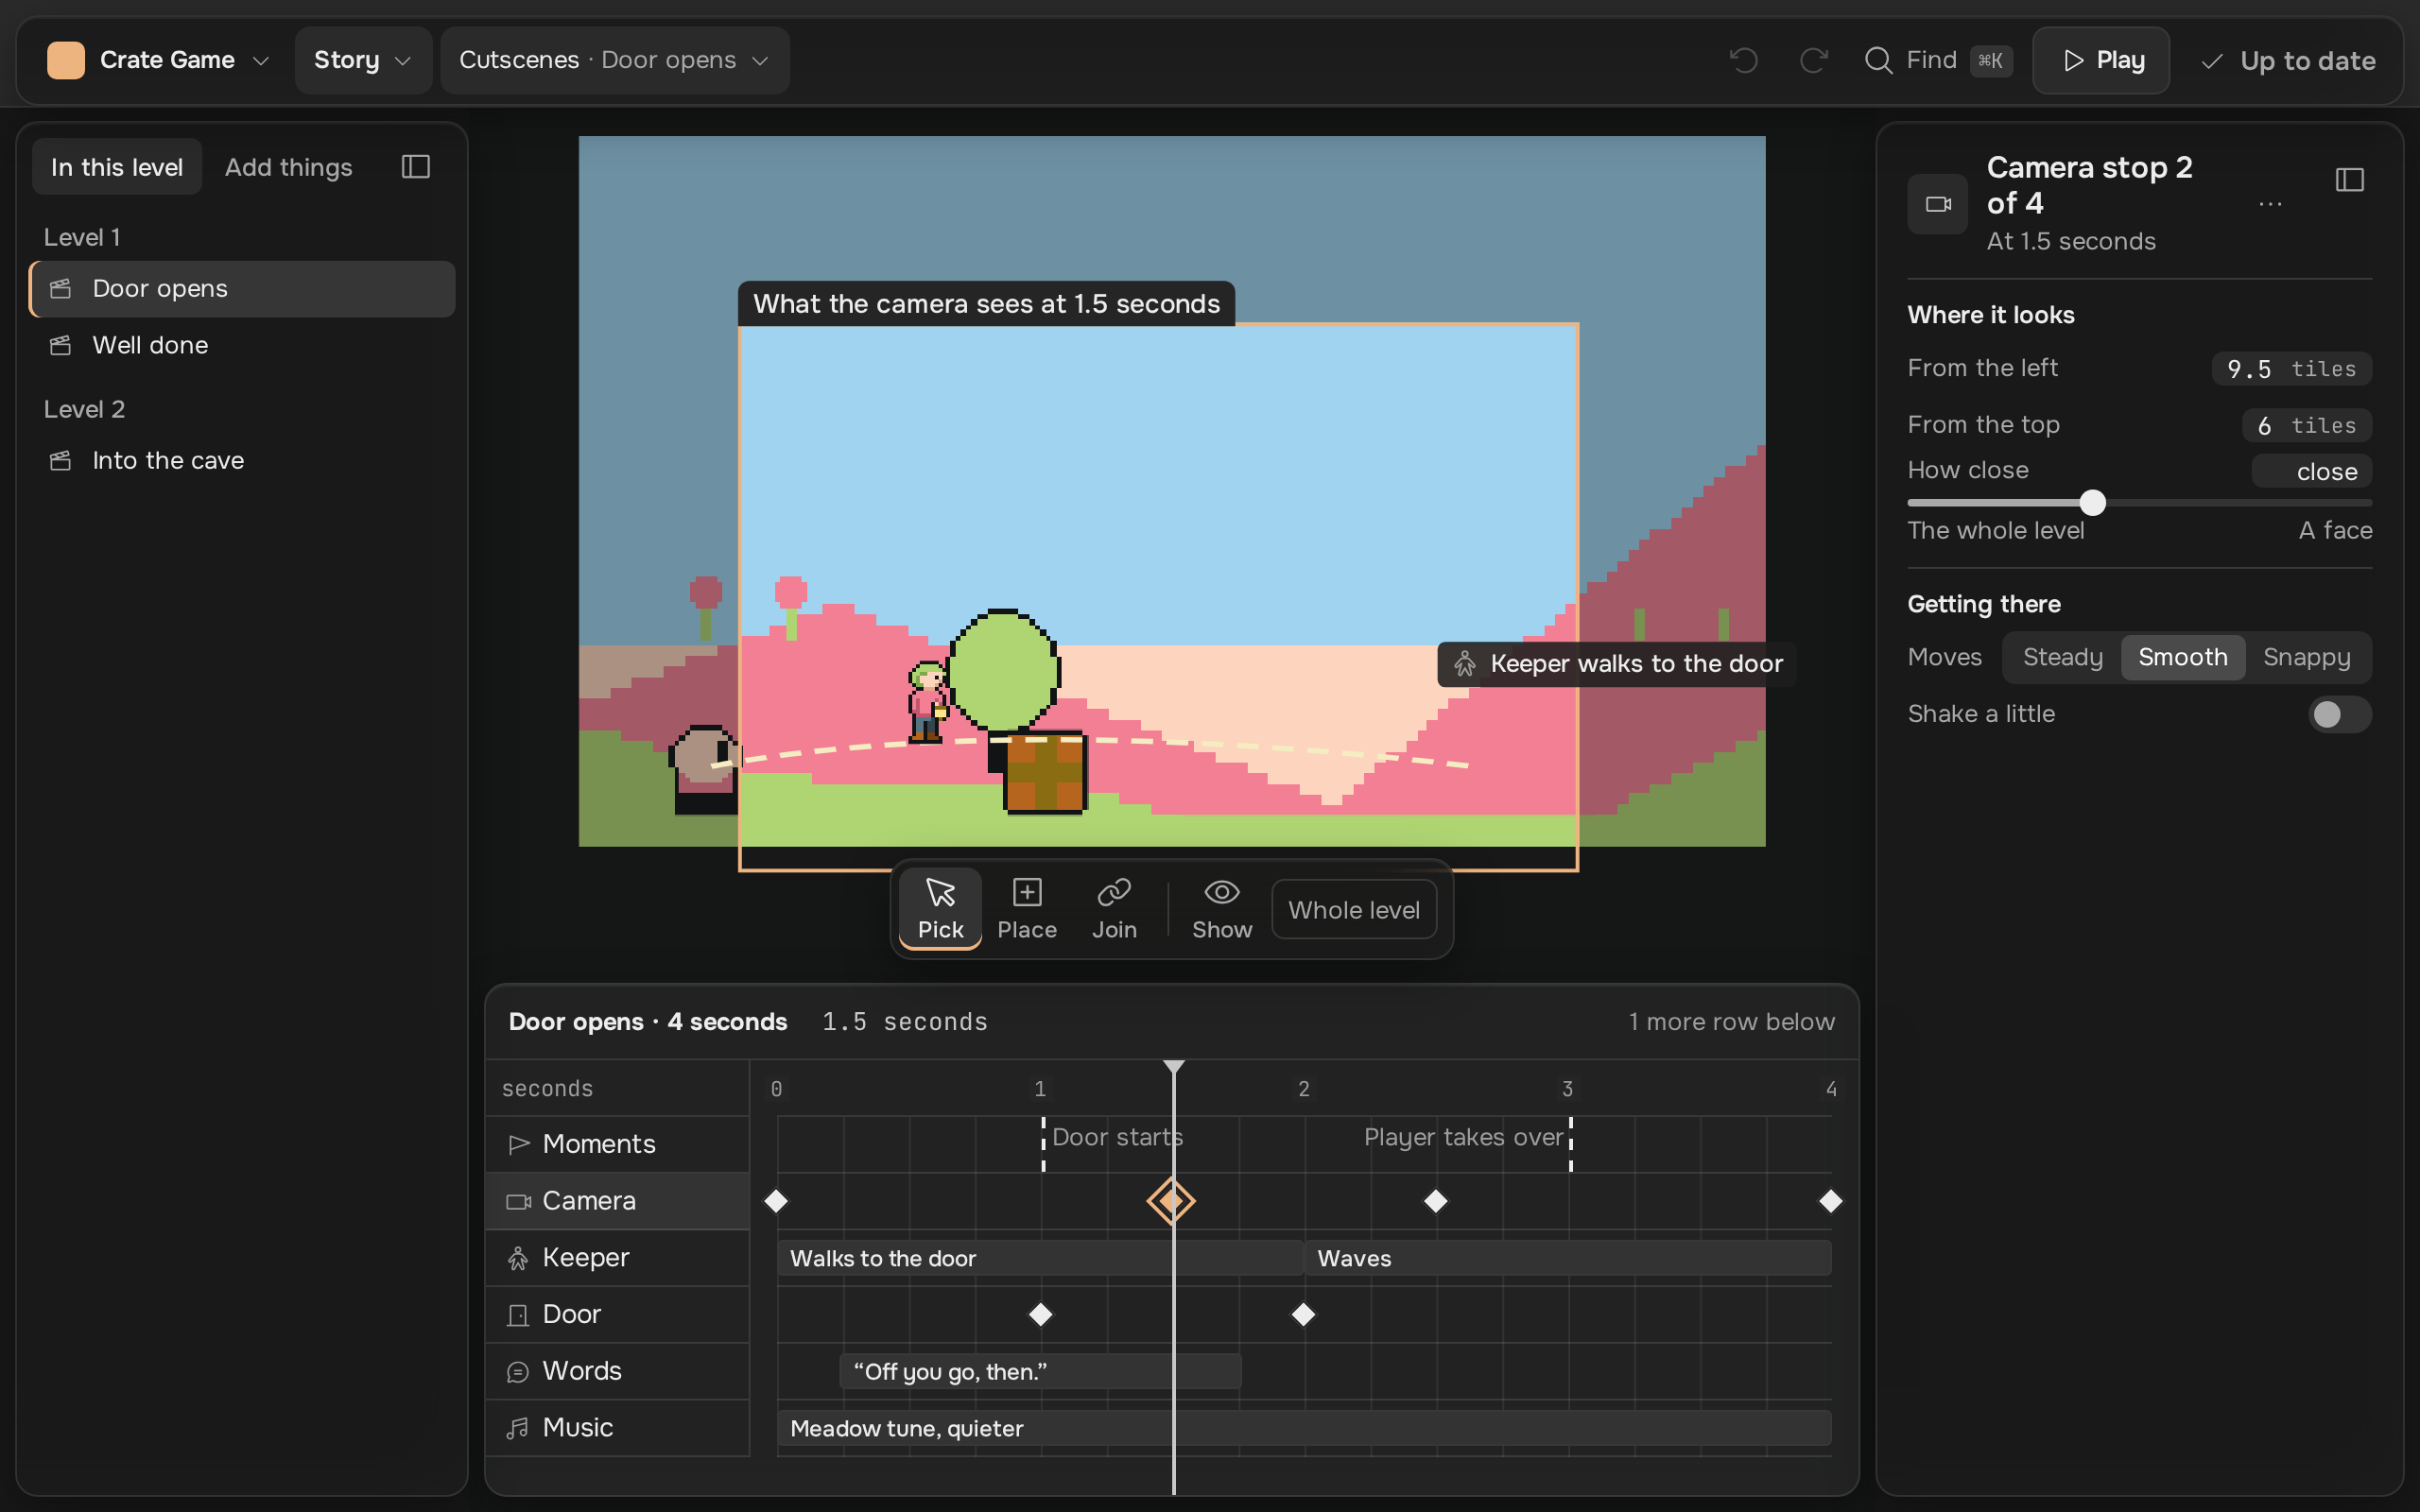 Crate Game
Story
Cutscenes · Door opens
Find ⌘K
Play
Up to date
In this level
Add things
Level 1
Door opens
Well done
Level 2
Into the cave
What the camera sees at 1.5 seconds
Keeper walks to the door
Pick
Place
Join
Show
Whole level
Camera stop 2
of 4
At 1.5 seconds
Where it looks
From the left 9.5 tiles
From the top 6 tiles
How close close
The whole level A face
Getting there
Moves Steady Smooth Snappy
Shake a little
Door opens · 4 seconds 1.5 seconds 1 more row below
seconds 0 1 2 3 4
Moments Door starts Player takes over
Camera
Keeper Walks to the door Waves
Door
Words “Off you go, then.”
Music Meadow tune, quieter